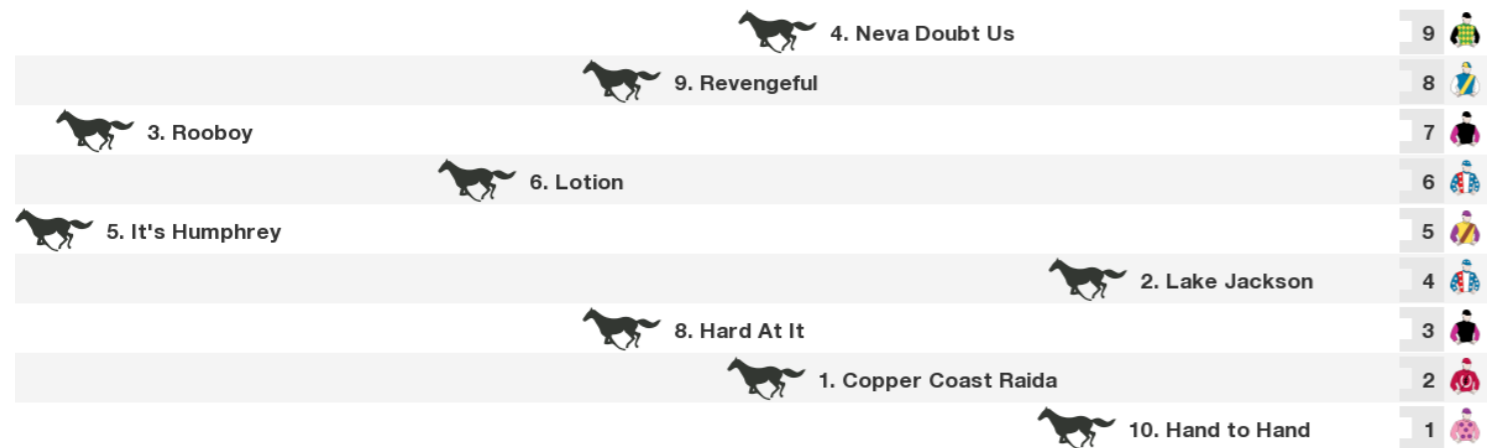 4. Neva Doubt Us 9
9. Revengeful 8
3. Rooboy 7
6. Lotion 6
5. It's Humphrey 5
2. Lake Jackson 4
8. Hard At It 3
1. Copper Coast Raida 2
10. Hand to Hand 1